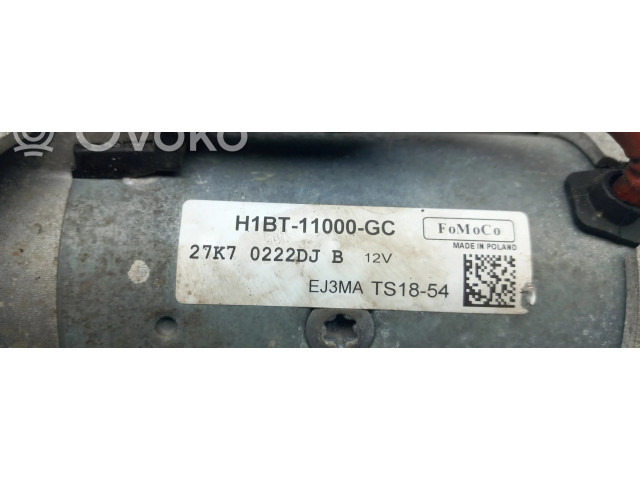 OVOKO
H1BT-11000-GC
FoMoCo
MADE IN POLAND
27K7 0222DJ B 12V
EJ3MA TS18-54